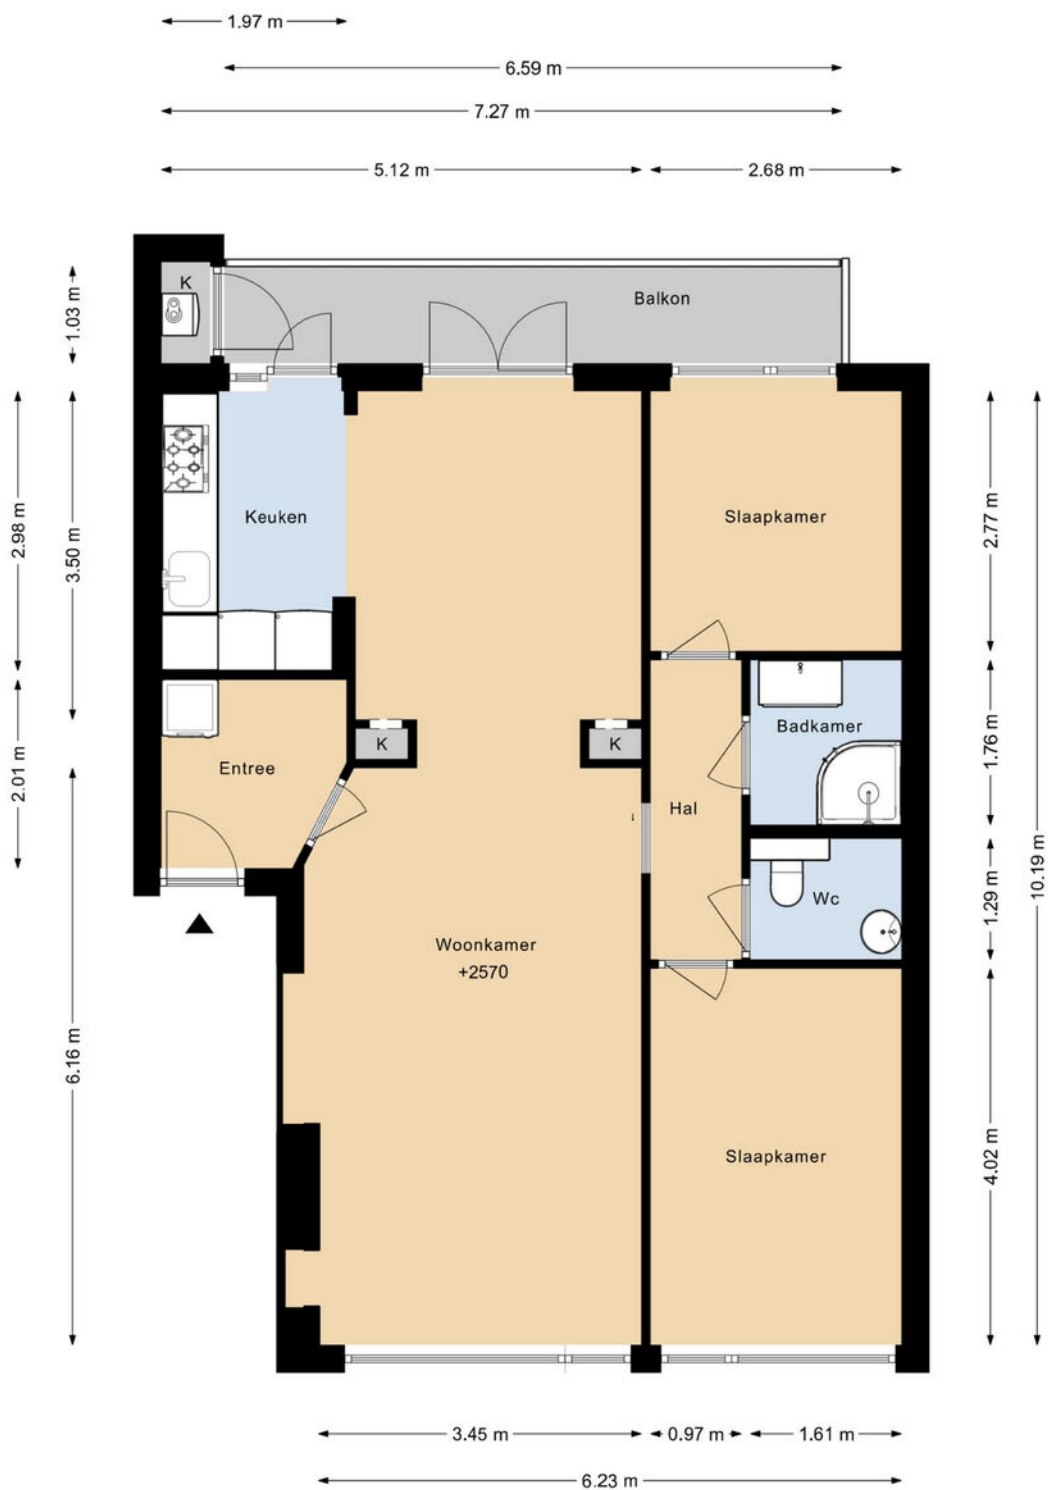 1.97 m
6.59 m
7.27 m
5.12 m
2.68 m
K
Balkon
1.03 m
2.98 m
3.50 m
Keuken
Slaapkamer
2.77 m
10.19 m
2.01 m
Entree
K
K
Badkamer
1.76 m
Hal
Wc
1.29 m
Woonkamer
+2570
6.16 m
Slaapkamer
4.02 m
3.45 m
0.97 m
1.61 m
6.23 m